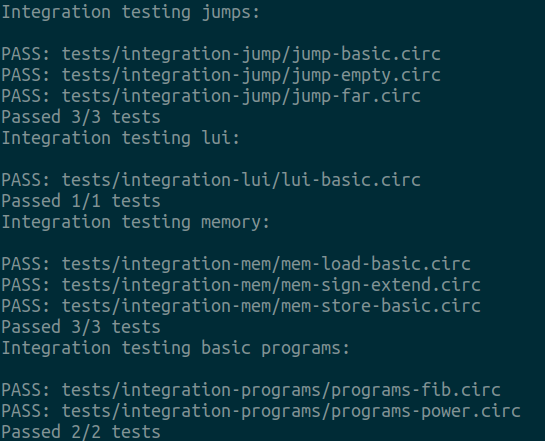 Integration testing jumps:
PASS: tests/integration-jump/jump-basic.circ
PASS: tests/integration-jump/jump-empty.circ
PASS: tests/integration-jump/jump-far.circ
Passed 3/3 tests
Integration testing lui:
PASS: tests/integration-lui/lui-basic.circ
Passed 1/1 tests
Integration testing memory:
PASS: tests/integration-mem/mem-load-basic.circ
PASS: tests/integration-mem/mem-sign-extend.circ
PASS: tests/integration-mem/mem-store-basic.circ
Passed 3/3 tests
Integration testing basic programs:
PASS: tests/integration-programs/programs-fib.circ
PASS: tests/integration-programs/programs-power.circ
Passed 2/2 tests